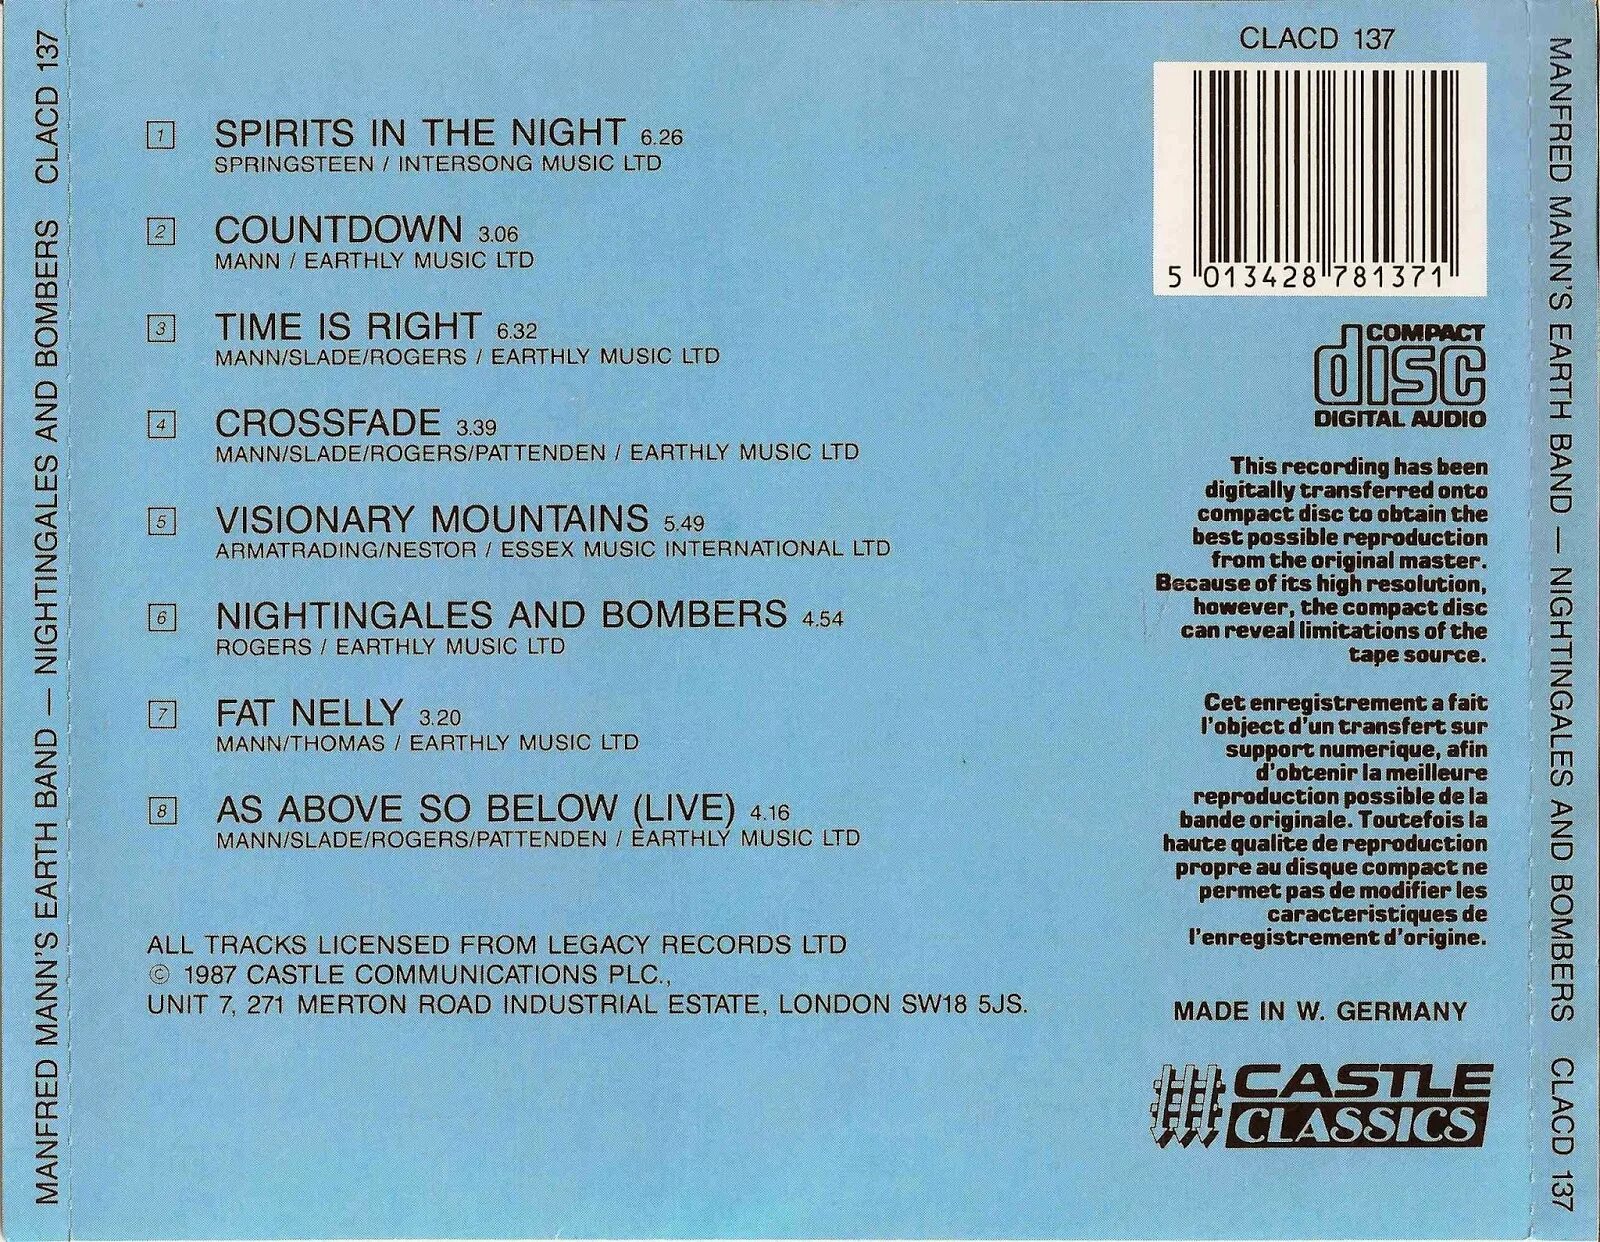 MANFRED MANN'S EARTH BAND — NIGHTINGALES AND BOMBERS CLACD 137
1 SPIRITS IN THE NIGHT 6.26
SPRINGSTEEN / INTERSONG MUSIC LTD
2 COUNTDOWN 3.06
MANN / EARTHLY MUSIC LTD
3 TIME IS RIGHT 6.32
MANN/SLADE/ROGERS / EARTHLY MUSIC LTD
4 CROSSFADE 3.39
MANN/SLADE/ROGERS/PATTENDEN / EARTHLY MUSIC LTD
5 VISIONARY MOUNTAINS 5.49
ARMATRADING/NESTOR / ESSEX MUSIC INTERNATIONAL LTD
6 NIGHTINGALES AND BOMBERS 4.54
ROGERS / EARTHLY MUSIC LTD
7 FAT NELLY 3.20
MANN/THOMAS / EARTHLY MUSIC LTD
8 AS ABOVE SO BELOW (LIVE) 4.16
MANN/SLADE/ROGERS/PATTENDEN / EARTHLY MUSIC LTD
ALL TRACKS LICENSED FROM LEGACY RECORDS LTD
© 1987 CASTLE COMMUNICATIONS PLC.,
UNIT 7, 271 MERTON ROAD INDUSTRIAL ESTATE, LONDON SW18 5JS.
CLACD 137
5 013428 781371
COMPACT
disc
DIGITAL AUDIO
This recording has been
digitally transferred onto
compact disc to obtain the
best possible reproduction
from the original master.
Because of its high resolution,
however, the compact disc
can reveal limitations of the
tape source.
Cet enregistrement a fait
l'object d'un transfert sur
support numerique, afin
d'obtenir la meilleure
reproduction possible de la
bande originale. Toutefois la
haute qualite de reproduction
propre au disque compact ne
permet pas de modifier les
caracteristiques de
l'enregistrement d'origine.
MADE IN W. GERMANY
CASTLE
CLASSICS
MANFRED MANN'S EARTH BAND — NIGHTINGALES AND BOMBERS CLACD 137